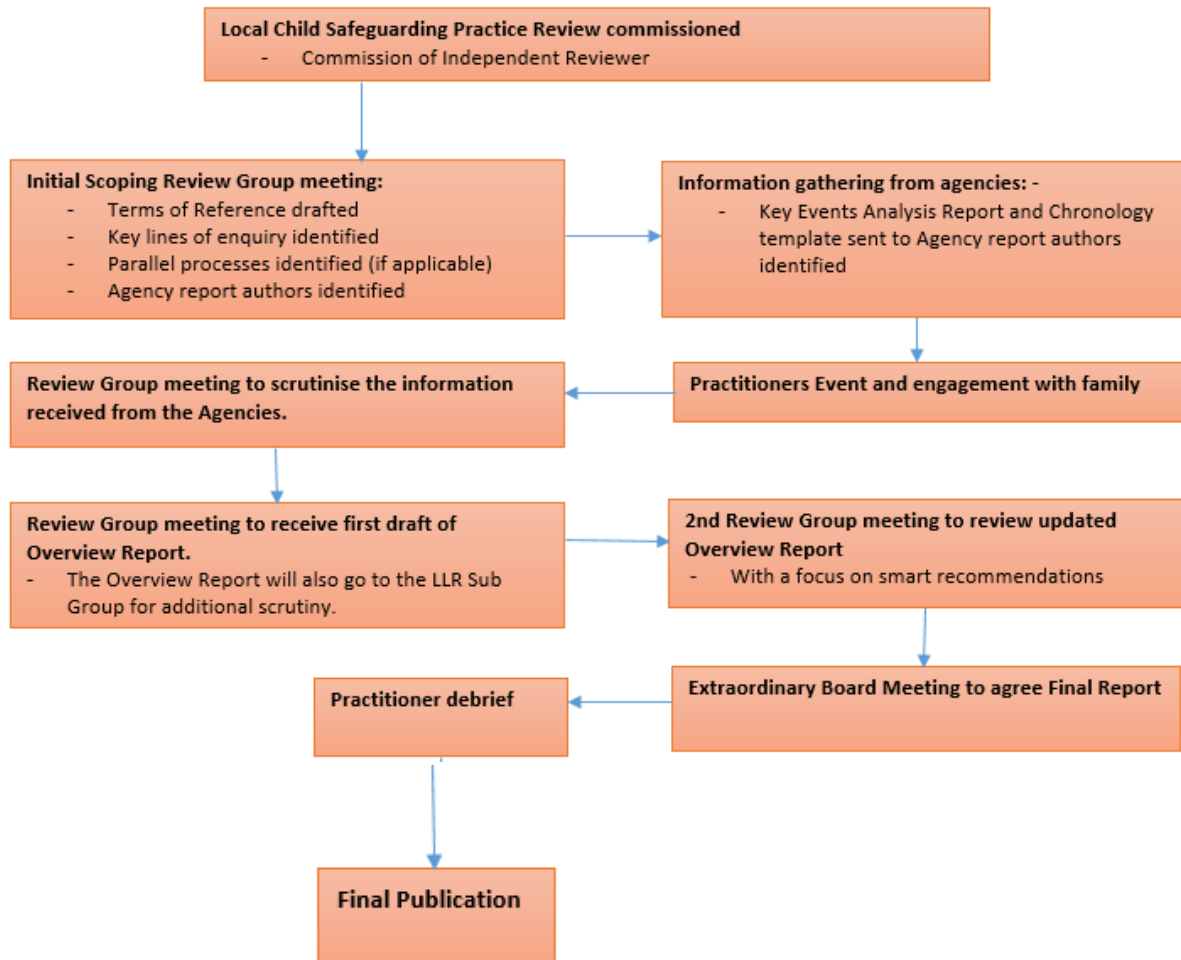 Local Child Safeguarding Practice Review commissioned
- Commission of Independent Reviewer
Initial Scoping Review Group meeting:
- Terms of Reference drafted
- Key lines of enquiry identified
- Parallel processes identified (if applicable)
- Agency report authors identified
Information gathering from agencies: -
- Key Events Analysis Report and Chronology
template sent to Agency report authors
identified
Practitioners Event and engagement with family
Review Group meeting to scrutinise the information
received from the Agencies.
Review Group meeting to receive first draft of
Overview Report.
- The Overview Report will also go to the LLR Sub
Group for additional scrutiny.
2nd Review Group meeting to review updated
Overview Report
- With a focus on smart recommendations
Extraordinary Board Meeting to agree Final Report
Practitioner debrief
Final Publication